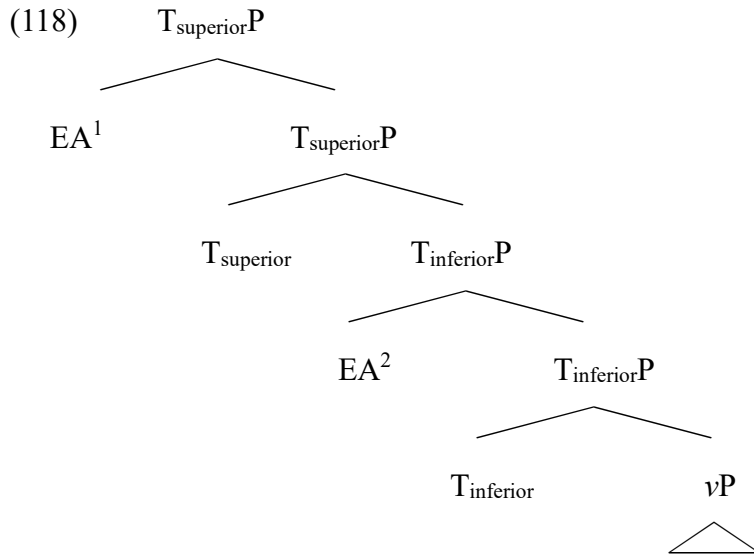 (118) TsuperiorP
EA¹ TsuperiorP
Tsuperior TinferiorP
EA² TinferiorP
Tinferior vP